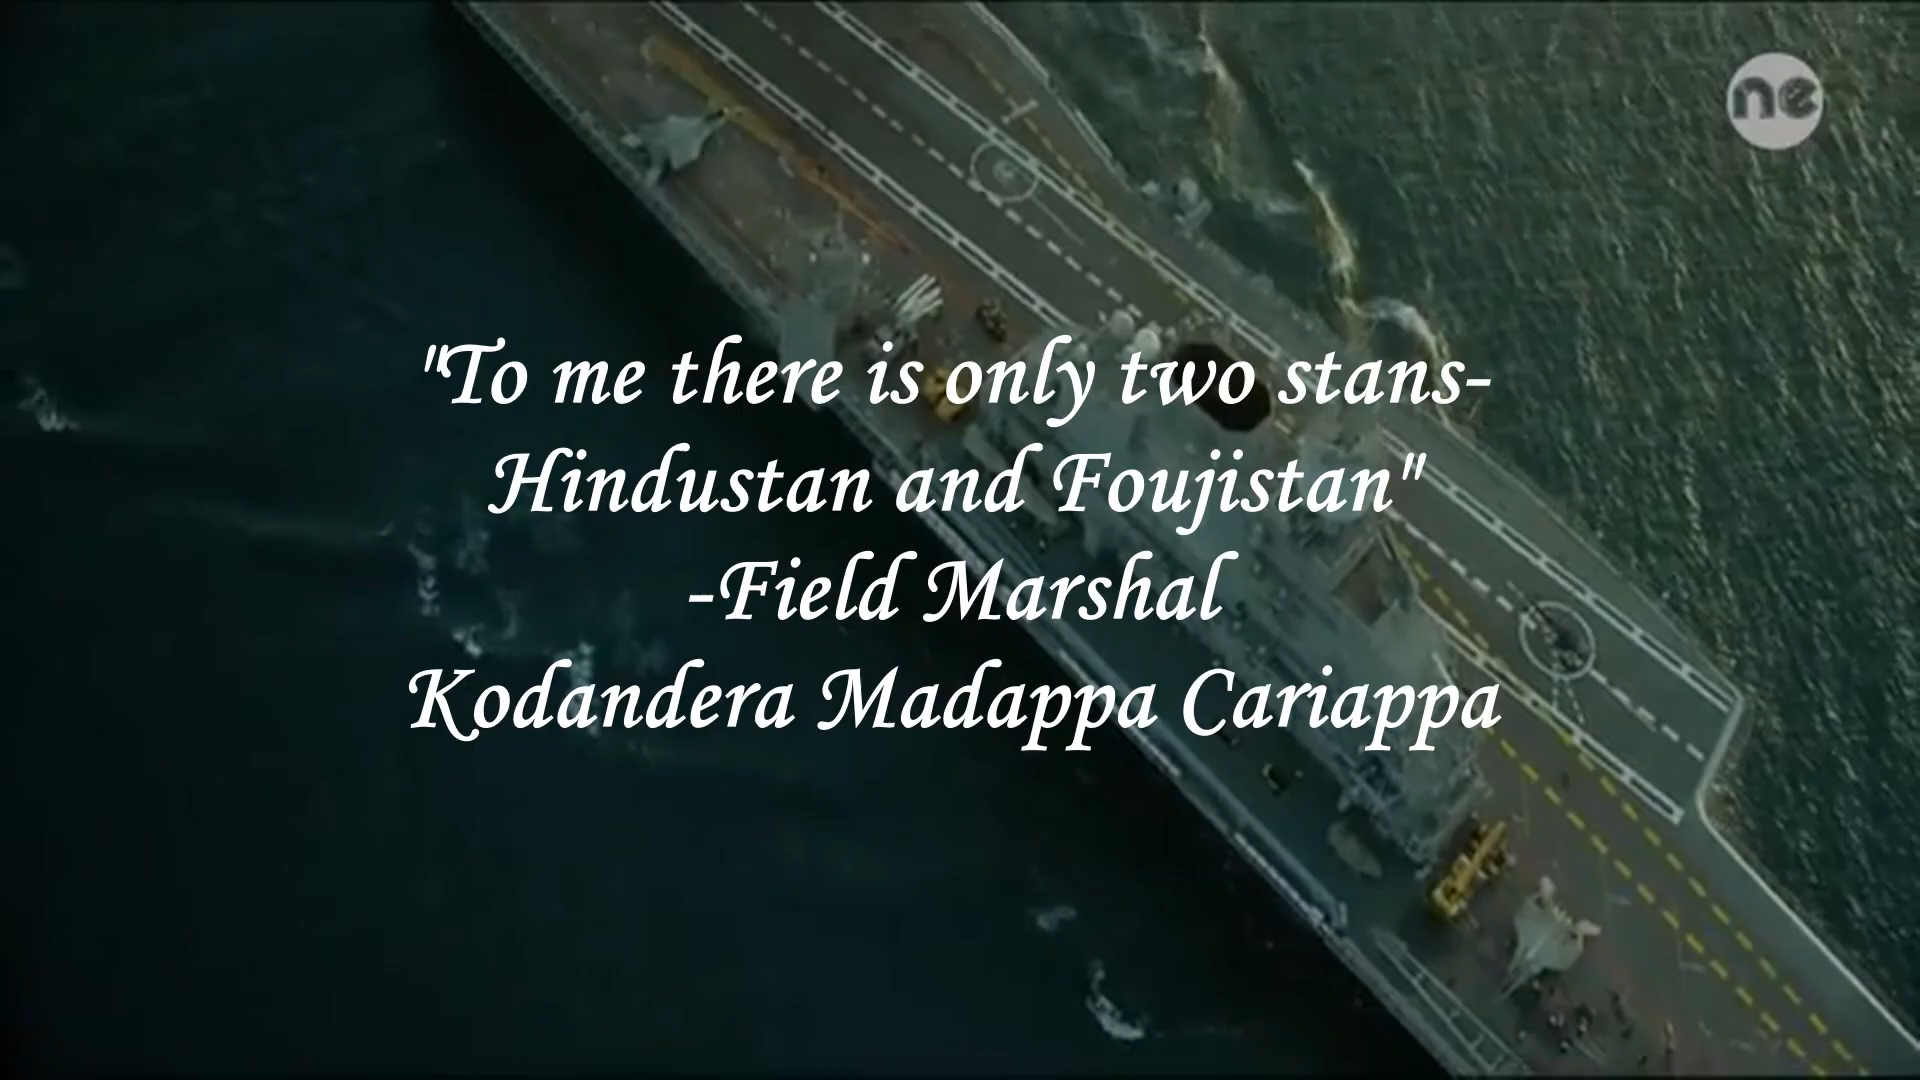 ne
"To me there is only two stans-
Hindustan and Foujistan"
-Field Marshal
Kodandera Madappa Cariappa